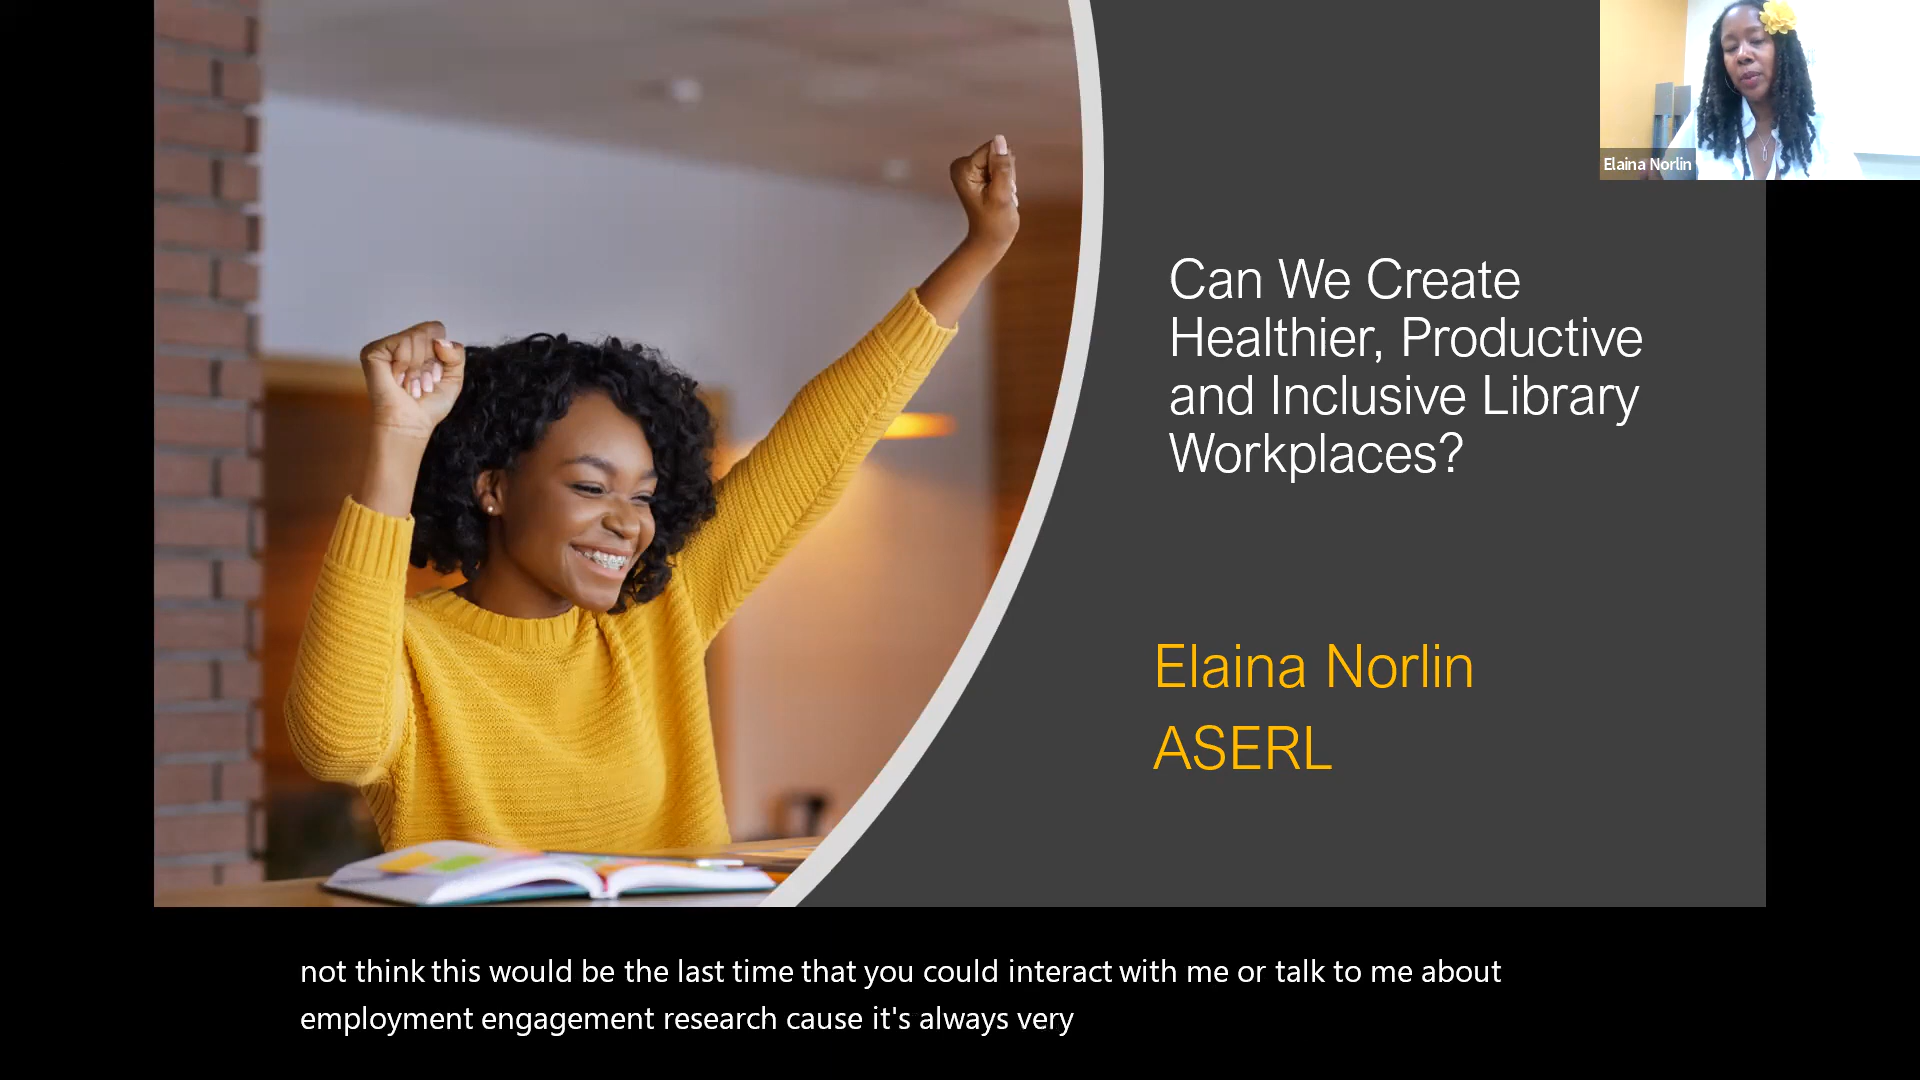 Elaina Norlin
Can We Create
Healthier, Productive
and Inclusive Library
Workplaces?
Elaina Norlin
ASERL
not think this would be the last time that you could interact with me or talk to me about
employment engagement research cause it's always very